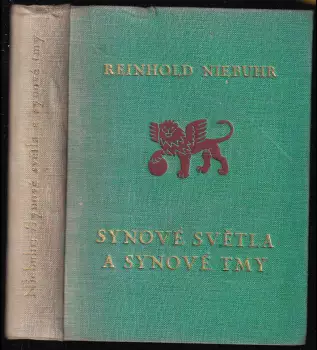 REINHOLD NIEBUHR
SYNOVÉ SVĚTLA
A SYNOVÉ TMY
Niebuhr: Synové světla a synové tmy